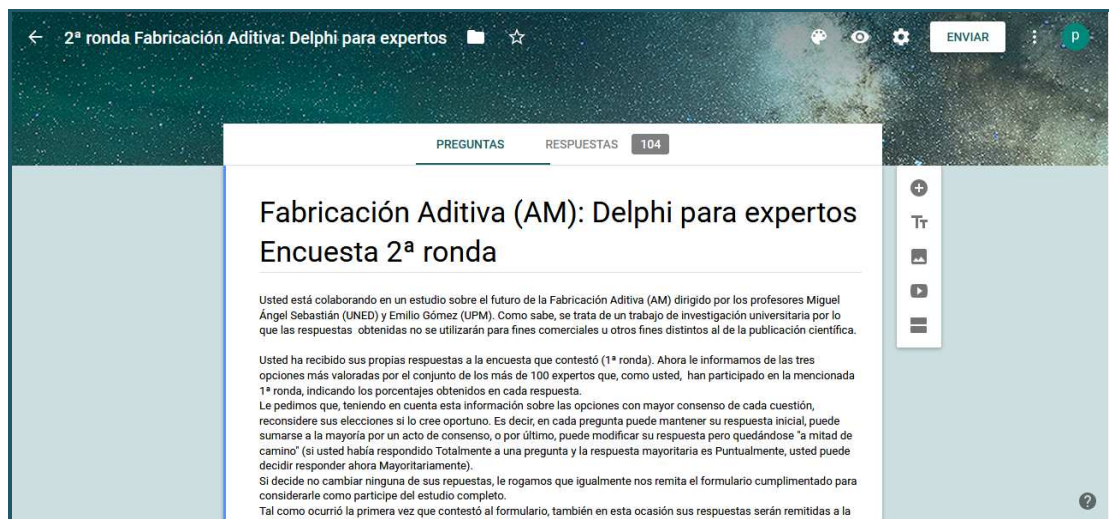 2ª ronda Fabricación Aditiva: Delphi para expertos
ENVIAR
p
PREGUNTAS RESPUESTAS 104
Fabricación Aditiva (AM): Delphi para expertos
Encuesta 2ª ronda
Usted está colaborando en un estudio sobre el futuro de la Fabricación Aditiva (AM) dirigido por los profesores Miguel
Ángel Sebastián (UNED) y Emilio Gómez (UPM). Como sabe, se trata de un trabajo de investigación universitaria por lo
que las respuestas obtenidas no se utilizarán para fines comerciales u otros fines distintos al de la publicación científica.
Usted ha recibido sus propias respuestas a la encuesta que contestó (1ª ronda). Ahora le informamos de las tres
opciones más valoradas por el conjunto de los más de 100 expertos que, como usted, han participado en la mencionada
1ª ronda, indicando los porcentajes obtenidos en cada respuesta.
Le pedimos que, teniendo en cuenta esta información sobre las opciones con mayor consenso de cada cuestión,
reconsidere sus elecciones si lo cree oportuno. Es decir, en cada pregunta puede mantener su respuesta inicial, puede
sumarse a la mayoría por un acto de consenso, o por último, puede modificar su respuesta pero quedándose "a mitad de
camino" (si usted había respondido Totalmente a una pregunta y la respuesta mayoritaria es Puntualmente, usted puede
decidir responder ahora Mayoritariamente).
Si decide no cambiar ninguna de sus repuestas, le rogamos que igualmente nos remita el formulario cumplimentado para
considerarle como participe del estudio completo.
Tal como ocurrió la primera vez que contestó al formulario, también en esta ocasión sus respuestas serán remitidas a la